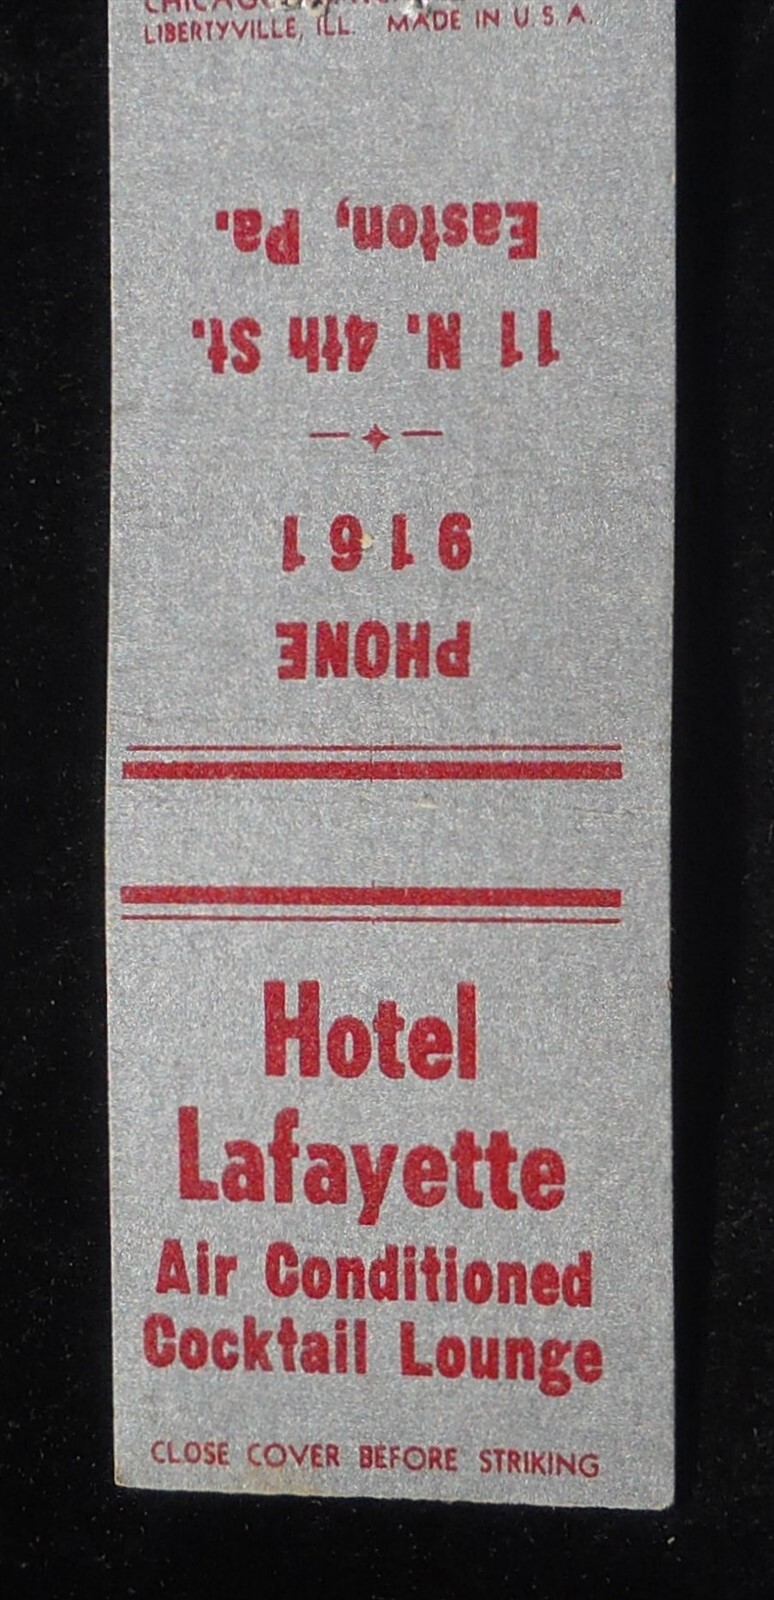 CHICAGO
LIBERTYVILLE, ILL. MADE IN U.S.A.
PHONE
9161
11 N. 4th St.
Easton, Pa.
Hotel
Lafayette
Air Conditioned
Cocktail Lounge
CLOSE COVER BEFORE STRIKING